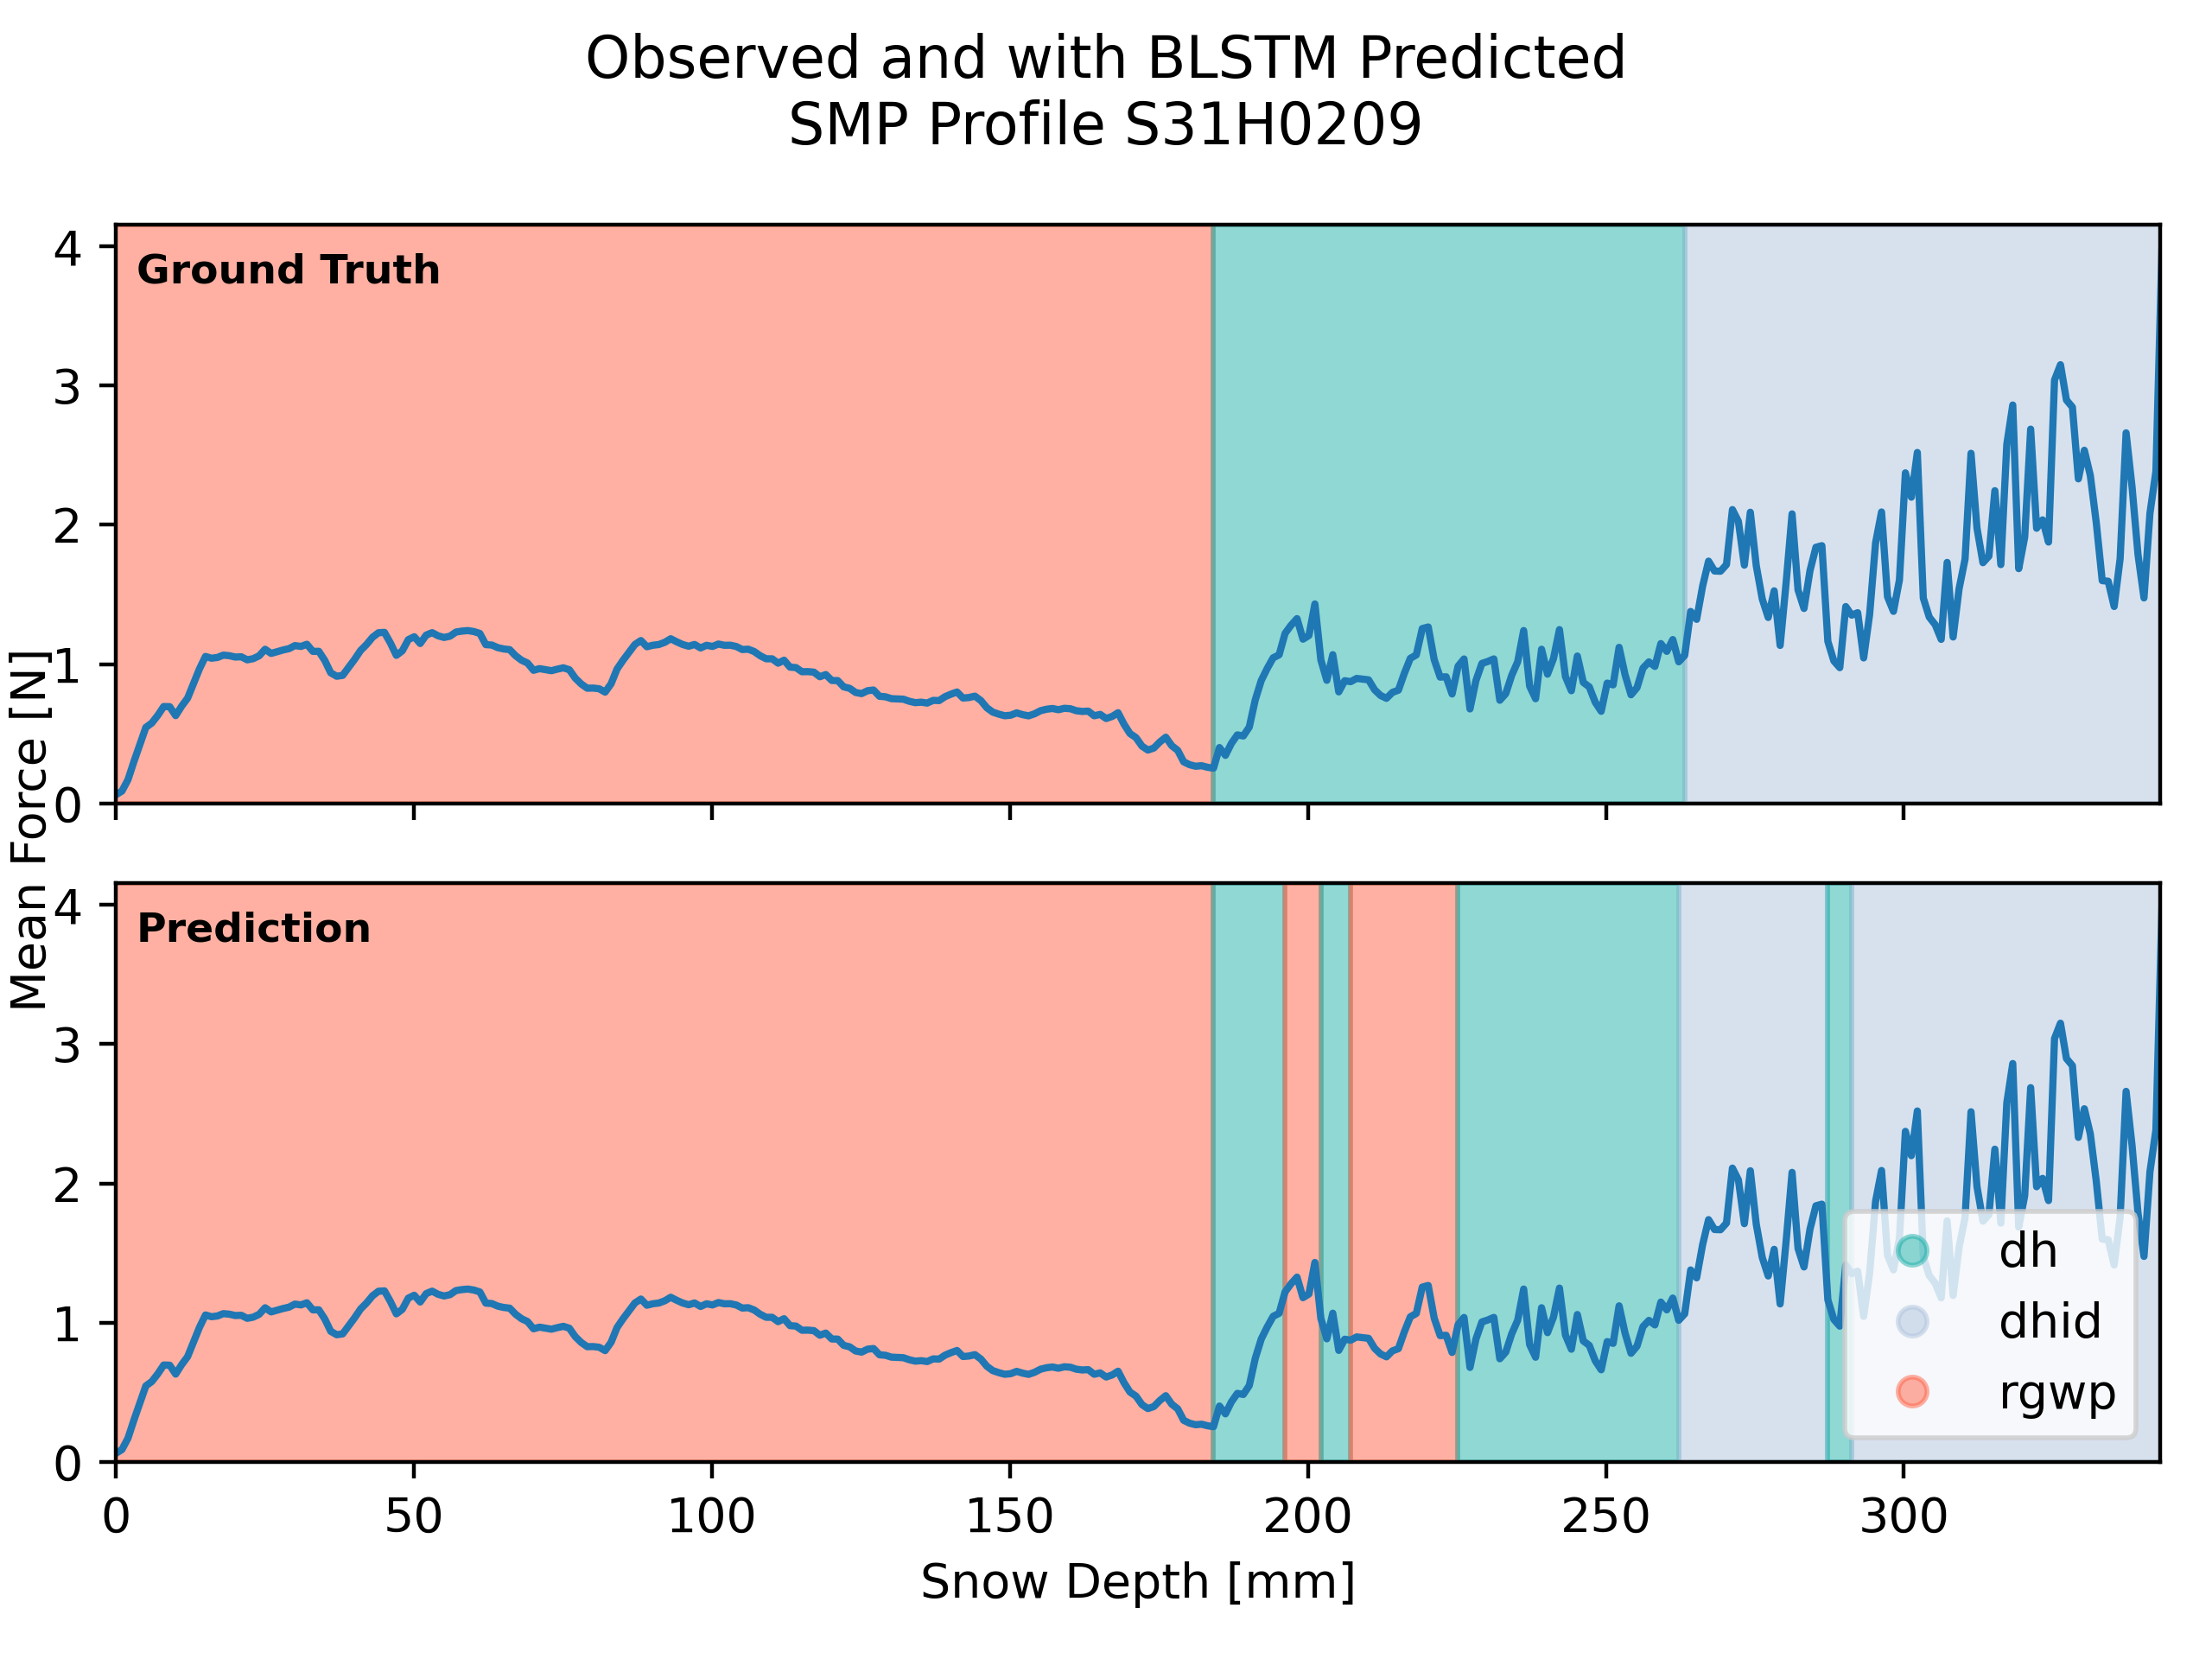 Observed and with BLSTM Predicted
SMP Profile S31H0209
Mean Force [N]
4
3
2
1
0
Ground Truth
4
3
2
1
0
Prediction
dh
dhid
rgwp
0 50 100 150 200 250 300
Snow Depth [mm]